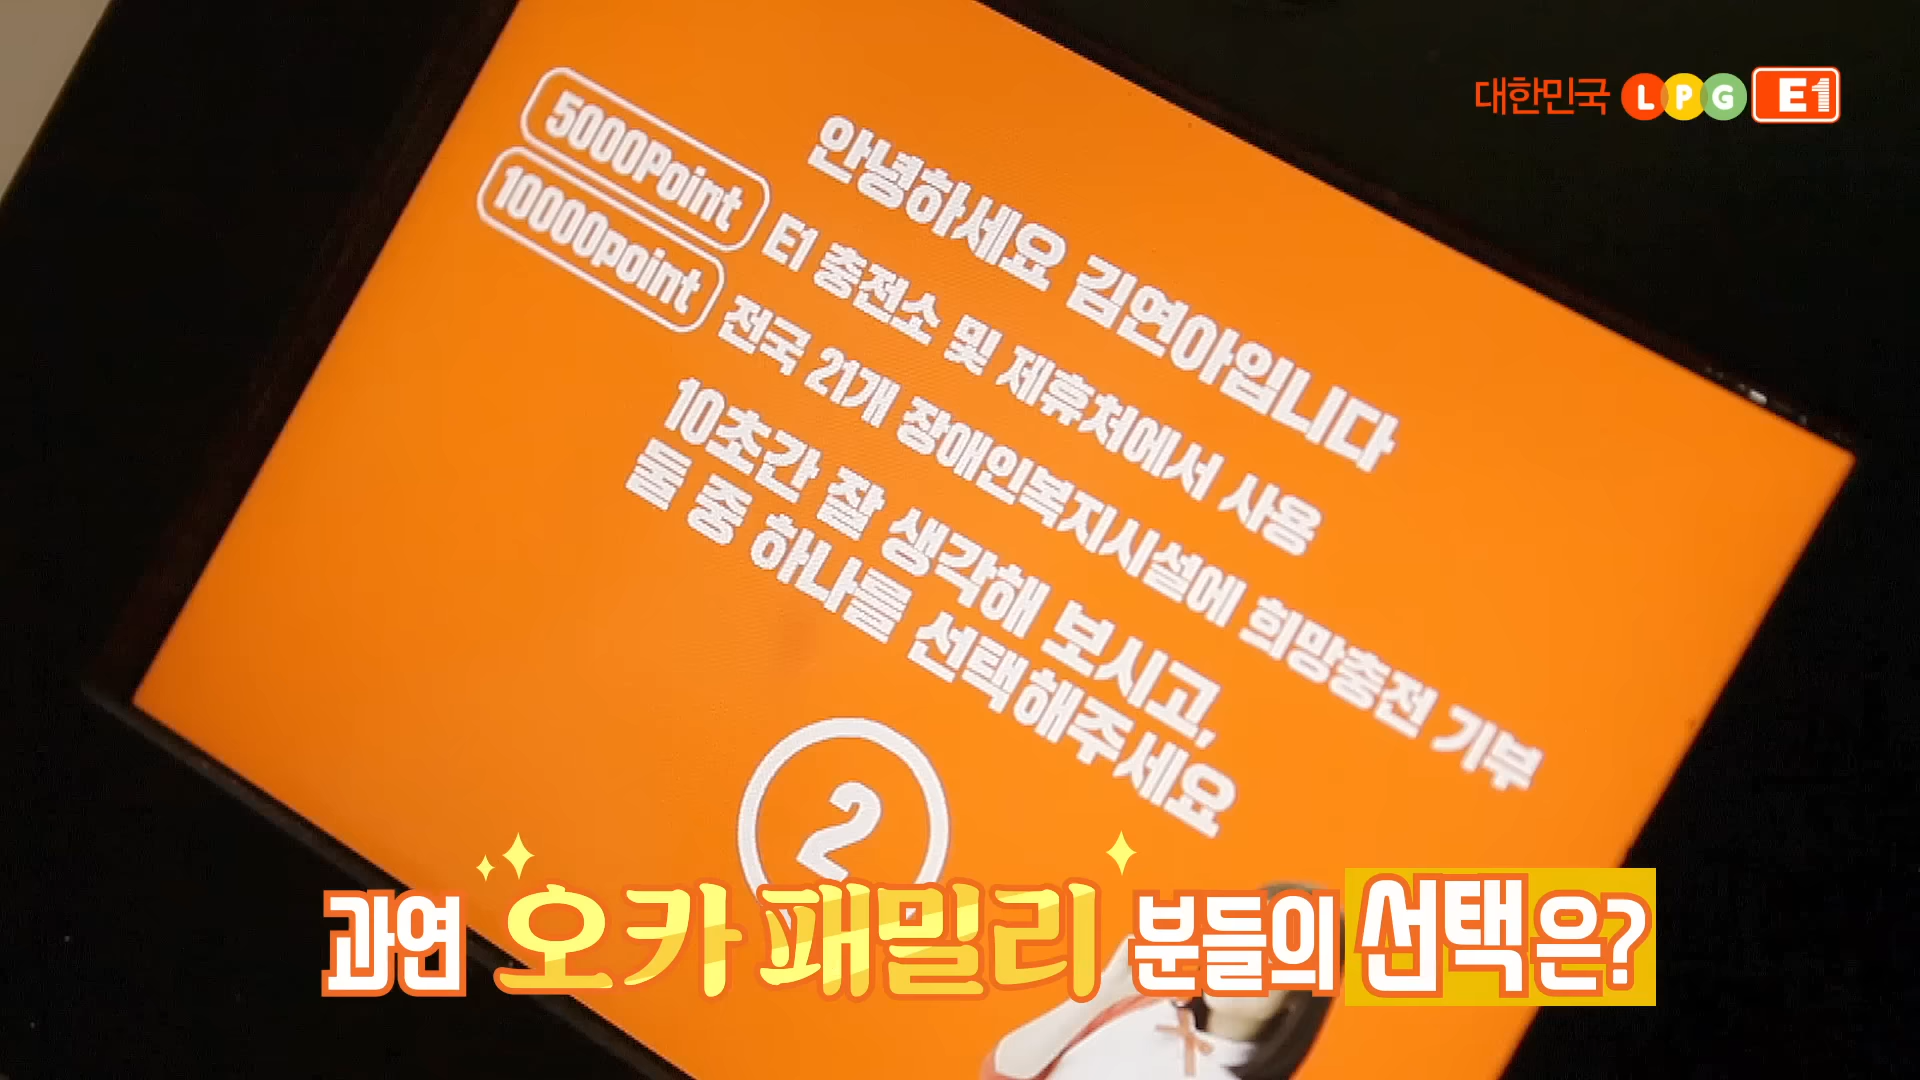 대한민국 LPG E1
안녕하세요 김연아입니다
5000Point E1 충전소 및 제휴처에서 사용
10000point 전국 21개 장애인복지시설에 희망충전 기부
10초간 잘 생각해 보시고,
둘 중 하나를 선택해주세요
2
과연 오카 패밀리 분들의 선택은?